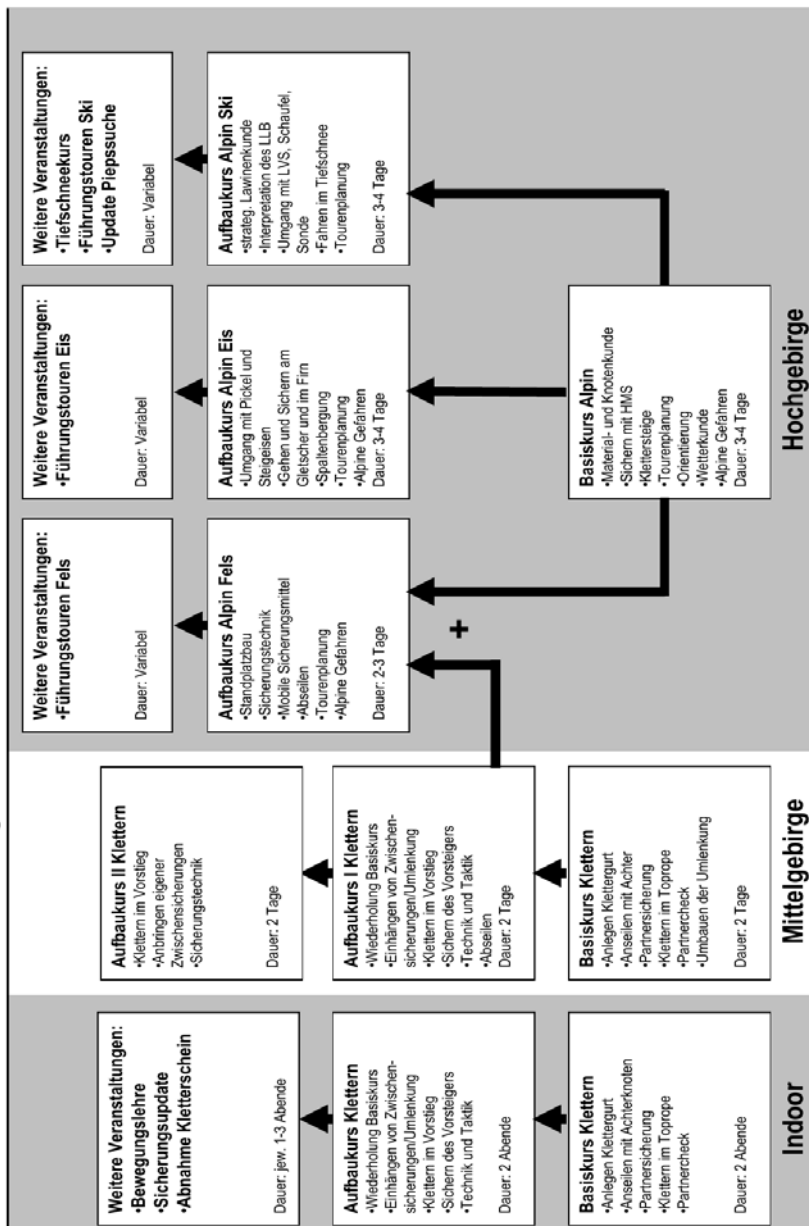 Weitere Veranstaltungen:
•Bewegungslehre
•Sicherungsupdate
•Abnahme Kletterschein
Dauer: jew. 1-3 Abende
Aufbaukurs Klettern
•Wiederholung Basiskurs
•Einhängen von Zwischen-
sicherungen/Umlenkung
•Klettern im Vorstieg
•Sichern des Vorsteigers
•Technik und Taktik
Dauer: 2 Abende
Basiskurs Klettern
•Anlegen Klettergurt
•Anseilen mit Achterknoten
•Partnersicherung
•Klettern im Toprope
•Partnercheck
Dauer: 2 Abende
Indoor
Aufbaukurs II Klettern
•Klettern im Vorstieg
•Anbringen eigener
Zwischensicherungen
•Sicherungstechnik
Dauer: 2 Tage
Aufbaukurs I Klettern
•Wiederholung Basiskurs
•Einhängen von Zwischen-
sicherungen/Umlenkung
•Klettern im Vorstieg
•Sichern des Vorsteigers
•Technik und Taktik
•Abseilen
Dauer: 2 Tage
Basiskurs Klettern
•Anlegen Klettergurt
•Anseilen mit Achter
•Partnersicherung
•Klettern im Toprope
•Partnercheck
•Umbauen der Umlenkung
Dauer: 2 Tage
Mittelgebirge
Weitere Veranstaltungen:
•Führungstouren Fels
Dauer: Variabel
Aufbaukurs Alpin Fels
•Standplatzbau
•Sicherungstechnik
•Mobile Sicherungsmittel
•Abseilen
•Tourenplanung
•Alpine Gefahren
Dauer: 2-3 Tage
+
Weitere Veranstaltungen:
•Führungstouren Eis
Dauer: Variabel
Aufbaukurs Alpin Eis
•Umgang mit Pickel und
Steigeisen
•Gehen und Sichern am
Gletscher und im Firn
•Spaltenbergung
•Tourenplanung
•Alpine Gefahren
Dauer: 3-4 Tage
Weitere Veranstaltungen:
•Tiefschneekurs
•Führungstouren Ski
•Update Piepssuche
Dauer: Variabel
Aufbaukurs Alpin Ski
•strateg. Lawinenkunde
•Interpretation des LLB
•Umgang mit LVS, Schaufel,
Sonde
•Fahren im Tiefschnee
•Tourenplanung
Dauer: 3-4 Tage
Basiskurs Alpin
•Material- und Knotenkunde
•Sichern mit HMS
•Klettersteige
•Tourenplanung
•Orientierung
•Wetterkunde
•Alpine Gefahren
Dauer: 3-4 Tage
Hochgebirge